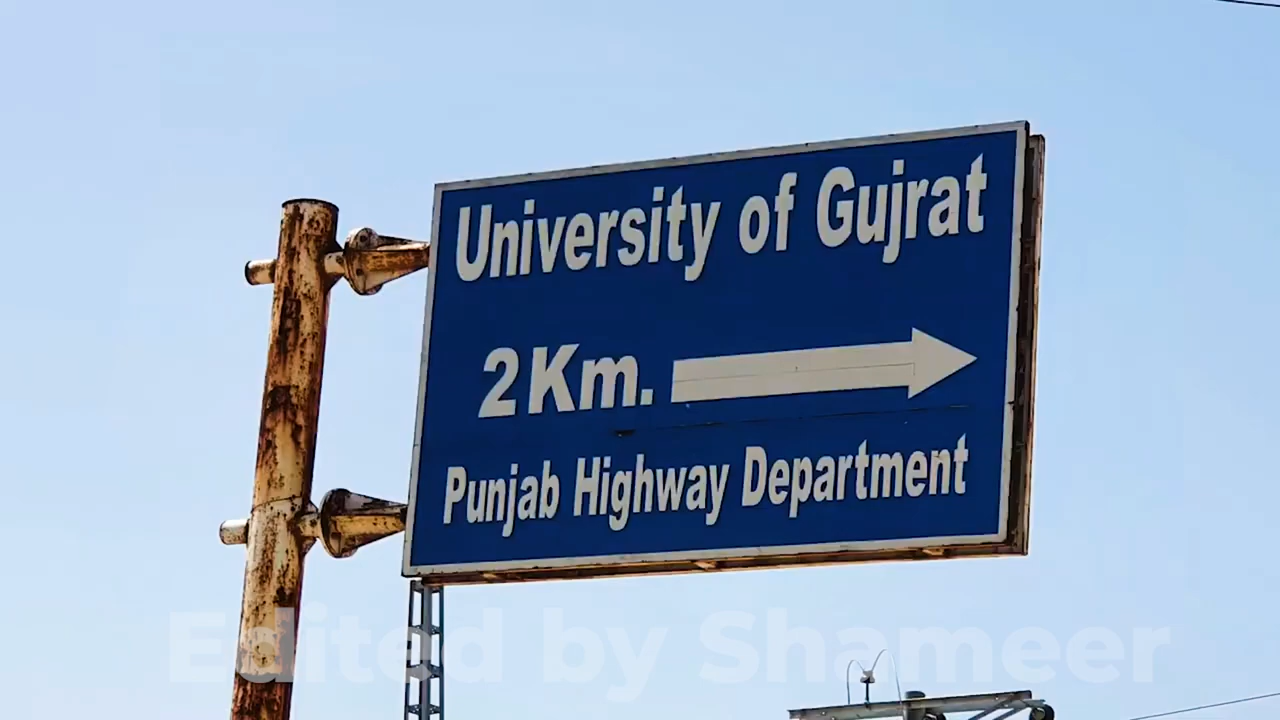 University of Gujrat
2Km.
Punjab Highway Department
Edited by Shameer